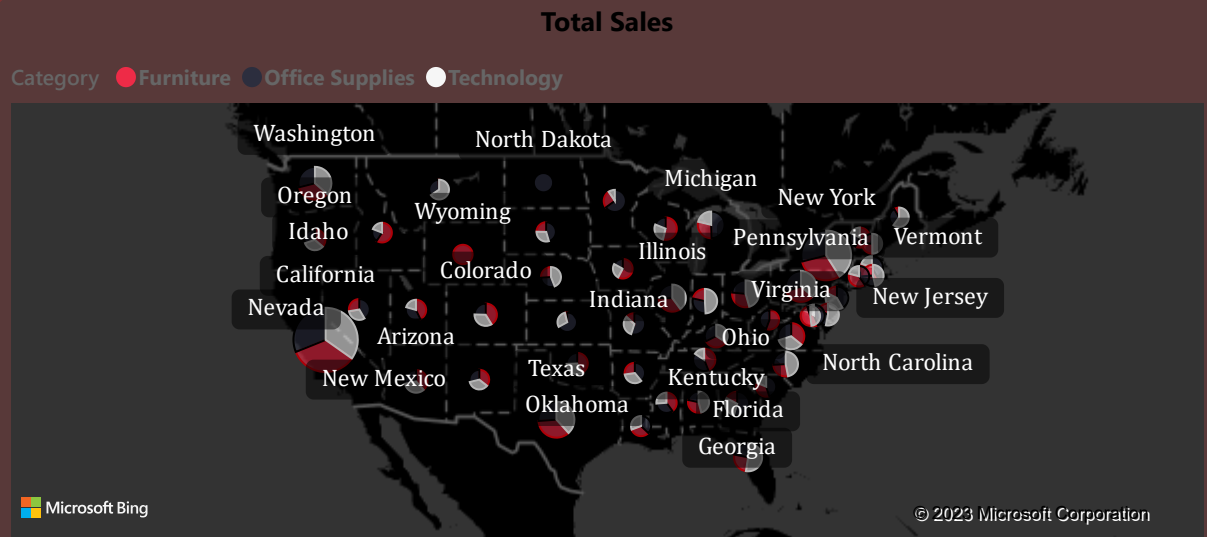 Total Sales
Category Furniture Office Supplies Technology
Washington
North Dakota
Michigan
Oregon
New York
Wyoming
Idaho
Pennsylvania
Vermont
Illinois
California
Colorado
Virginia
New Jersey
Indiana
Nevada
Arizona
Ohio
North Carolina
Texas
New Mexico
Kentucky
Oklahoma
Florida
Georgia
Microsoft Bing
© 2023 Microsoft Corporation